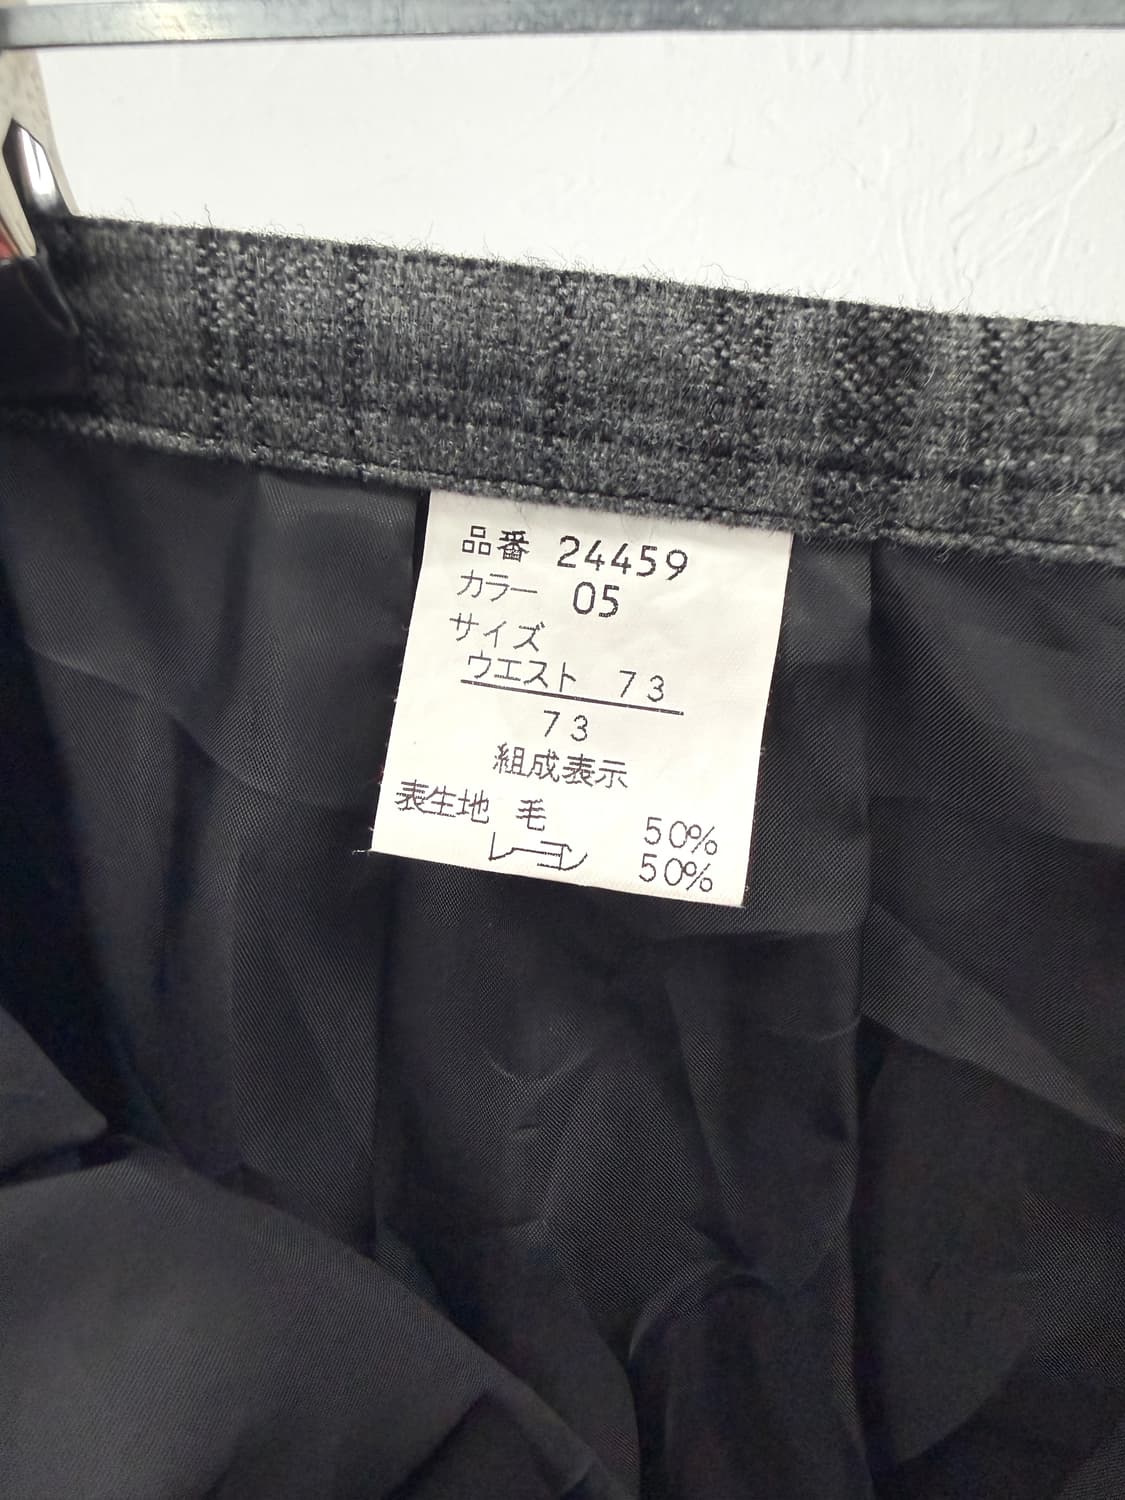 品番 24459
カラー 05
サイズ
ウエスト 73
73
組成表示
表生地 毛 50%
レーヨン 50%